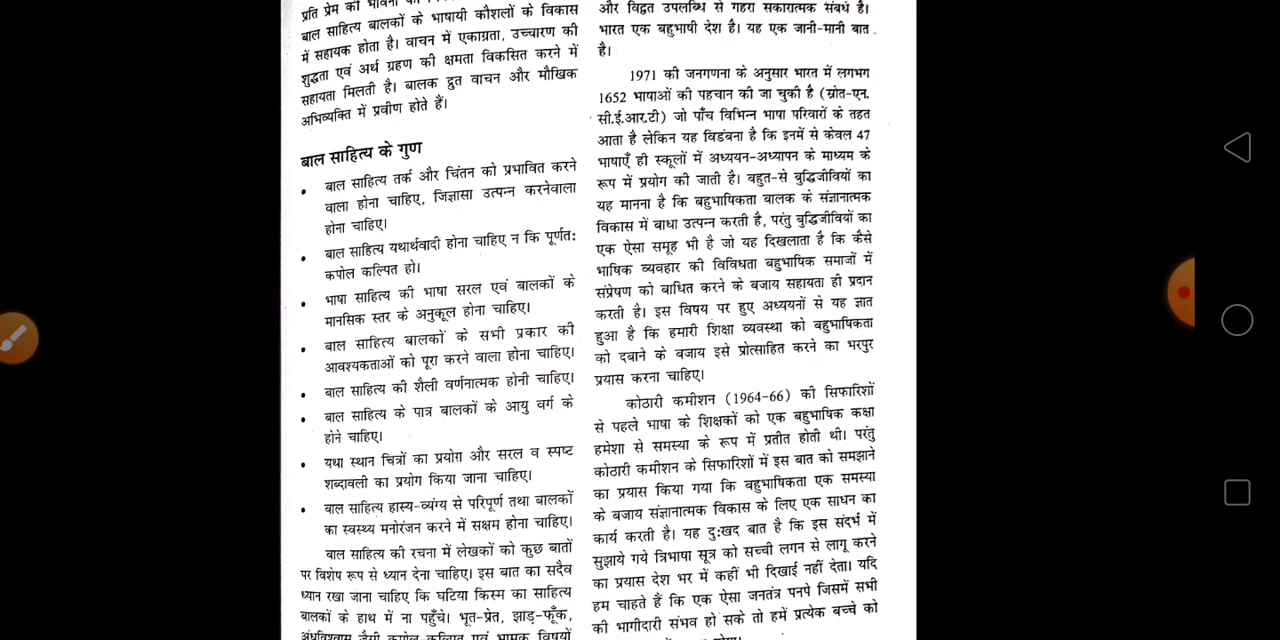 प्रति प्रेम की भावना
बाल साहित्य बालकों के भाषायी कौशलों के विकास
में सहायक होता है। वाचन में एकाग्रता, उच्चारण की
शुद्धता एवं अर्थ ग्रहण की क्षमता विकसित करने में
सहायता मिलती है। बालक द्रुत वाचन और मौखिक
अभिव्यक्ति में प्रवीण होते हैं।
बाल साहित्य के गुण
• बाल साहित्य तर्क और चिंतन को प्रभावित करने
वाला होना चाहिए, जिज्ञासा उत्पन्न करनेवाला
होना चाहिए।
• बाल साहित्य यथार्थवादी होना चाहिए न कि पूर्णतः
कपोल कल्पित हो।
• भाषा साहित्य की भाषा सरल एवं बालकों के
मानसिक स्तर के अनुकूल होना चाहिए।
• बाल साहित्य बालकों के सभी प्रकार की
आवश्यकताओं को पूरा करने वाला होना चाहिए।
• बाल साहित्य की शैली वर्णनात्मक होनी चाहिए।
• बाल साहित्य के पात्र बालकों के आयु वर्ग के
होने चाहिए।
• यथा स्थान चित्रों का प्रयोग और सरल व स्पष्ट
शब्दावली का प्रयोग किया जाना चाहिए।
• बाल साहित्य हास्य-व्यंग्य से परिपूर्ण तथा बालकों
का स्वस्थ्य मनोरंजन करने में सक्षम होना चाहिए।
बाल साहित्य की रचना में लेखकों को कुछ बातों
पर विशेष रूप से ध्यान देना चाहिए। इस बात का सदैव
ध्यान रखा जाना चाहिए कि घटिया किस्म का साहित्य
बालकों के हाथ में ना पहुँचे। भूत-प्रेत, झाड़-फूँक,
अंधविश्वास जैसी कपोल-कल्पित एवं भ्रामक विषयों
और विद्वत उपलब्धि से गहरा सकारात्मक संबंध है।
भारत एक बहुभाषी देश है। यह एक जानी-मानी बात
है।
1971 की जनगणना के अनुसार भारत में लगभग
1652 भाषाओं की पहचान की जा चुकी है (स्रोत-एन.
सी.ई.आर.टी) जो पाँच विभिन्न भाषा परिवारों के तहत
आता है लेकिन यह विडंबना है कि इनमें से केवल 47
भाषाएँ ही स्कूलों में अध्ययन-अध्यापन के माध्यम के
रूप में प्रयोग की जाती है। बहुत-से बुद्धिजीवियों का
यह मानना है कि बहुभाषिकता बालक के संज्ञानात्मक
विकास में बाधा उत्पन्न करती है, परंतु बुद्धिजीवियों का
एक ऐसा समूह भी है जो यह दिखलाता है कि कैसे
भाषिक व्यवहार की विविधता बहुभाषिक समाजों में
संप्रेषण को बाधित करने के बजाय सहायता ही प्रदान
करती है। इस विषय पर हुए अध्ययनों से यह ज्ञात
हुआ है कि हमारी शिक्षा व्यवस्था को बहुभाषिकता
को दबाने के बजाय इसे प्रोत्साहित करने का भरपुर
प्रयास करना चाहिए।
कोठारी कमीशन (1964-66) की सिफारिशों
से पहले भाषा के शिक्षकों को एक बहुभाषिक कक्षा
हमेशा से समस्या के रूप में प्रतीत होती थी। परंतु
कोठारी कमीशन के सिफारिशों में इस बात को समझाने
का प्रयास किया गया कि बहुभाषिकता एक समस्या
के बजाय संज्ञानात्मक विकास के लिए एक साधन का
कार्य करती है। यह दुःखद बात है कि इस संदर्भ में
सुझाये गये त्रिभाषा सूत्र को सच्ची लगन से लागू करने
का प्रयास देश भर में कहीं भी दिखाई नहीं देता। यदि
हम चाहते हैं कि एक ऐसा जनतंत्र पनपे जिसमें सभी
की भागीदारी संभव हो सके तो हमें प्रत्येक बच्चे को